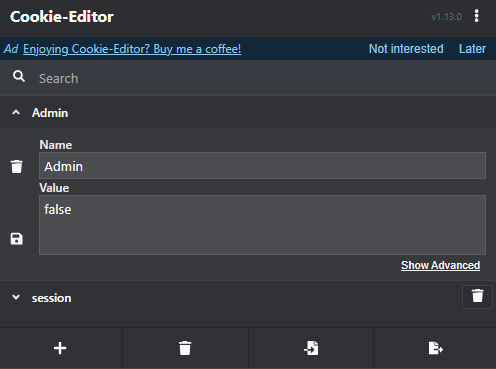 Cookie-Editor v1.13.0
Ad Enjoying Cookie-Editor? Buy me a coffee! Not interested Later
Search
Admin
Name
Admin
Value
false
Show Advanced
session